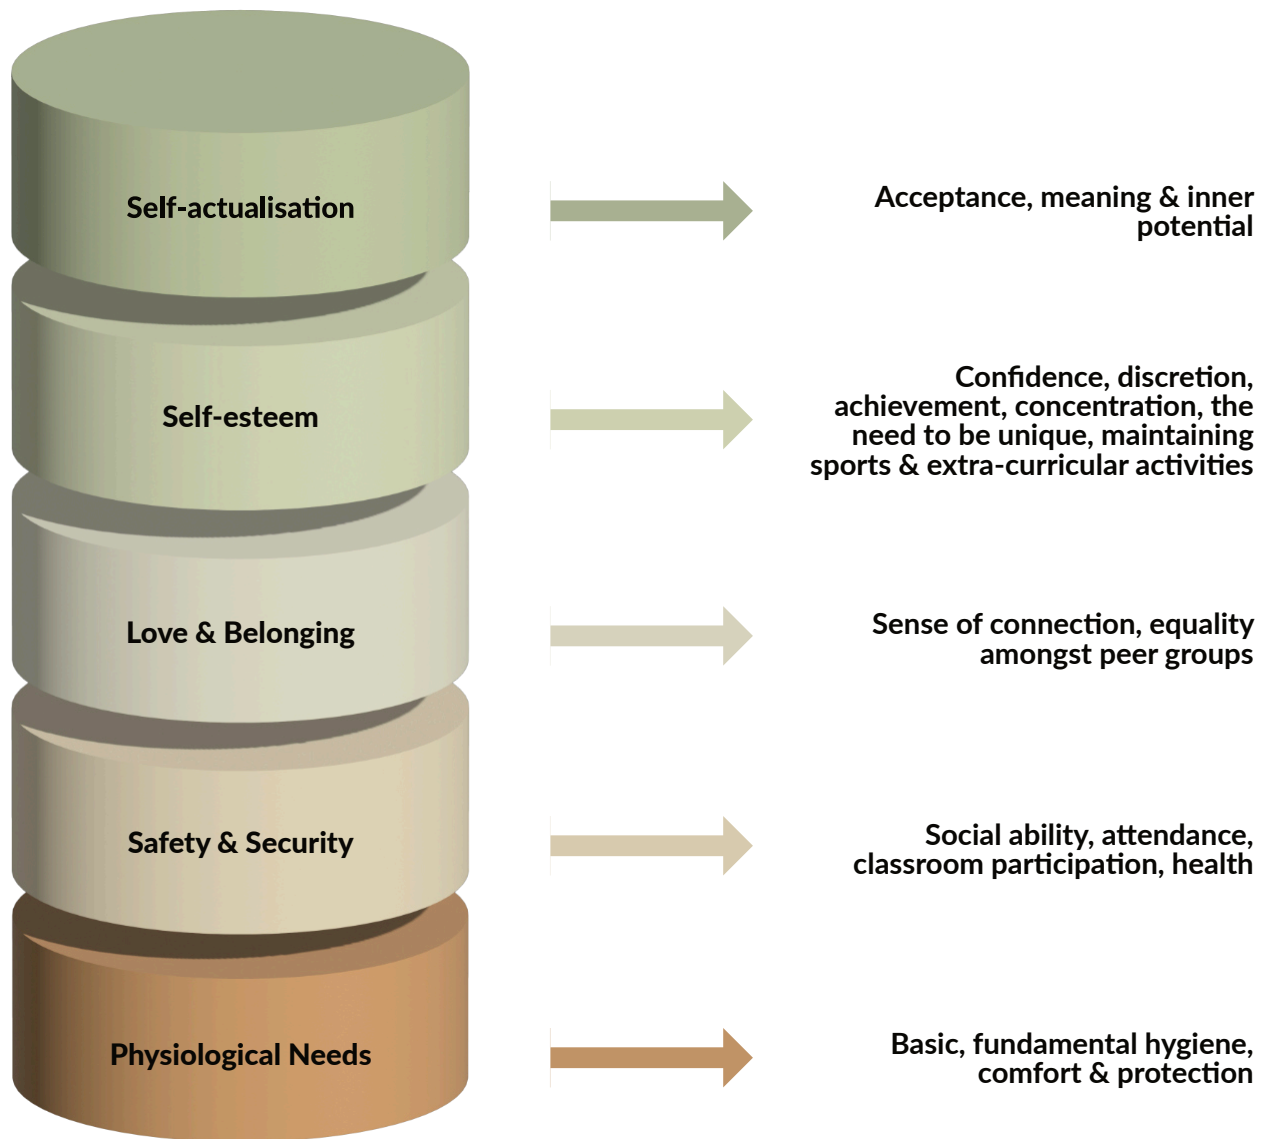 Self-actualisation
Acceptance, meaning & inner
potential
Self-esteem
Confidence, discretion,
achievement, concentration, the
need to be unique, maintaining
sports & extra-curricular activities
Love & Belonging
Sense of connection, equality
amongst peer groups
Safety & Security
Social ability, attendance,
classroom participation, health
Physiological Needs
Basic, fundamental hygiene,
comfort & protection